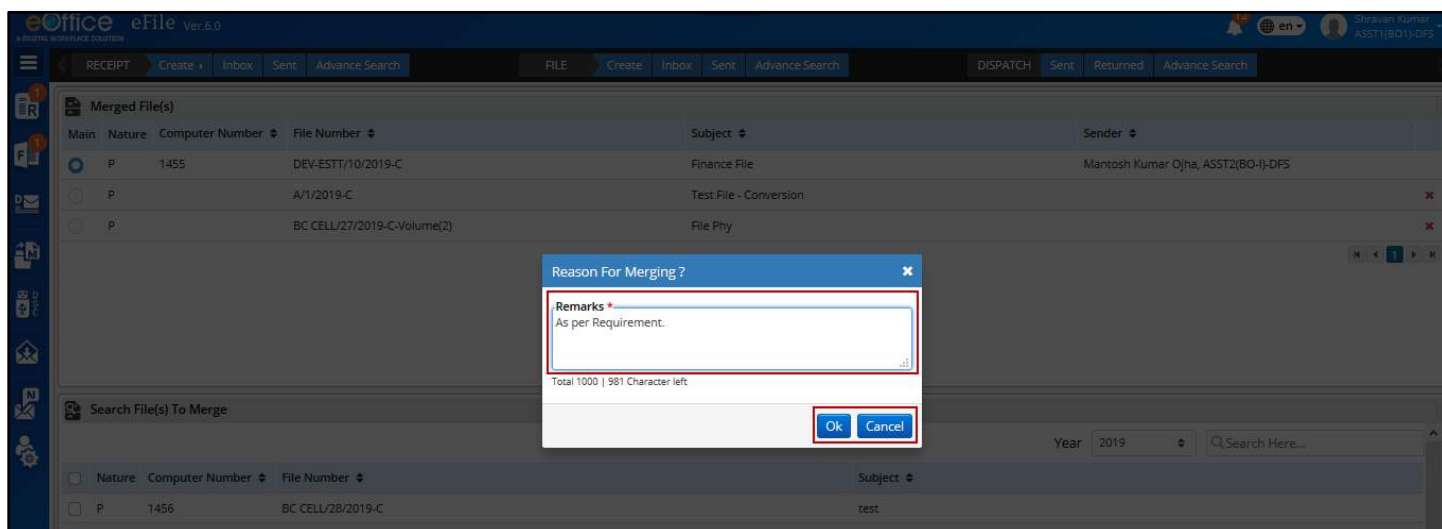 eOffice eFile Ver.6.0
A DIGITAL WORKPLACE SOLUTION
12 en Shravan Kumar
ASST1(BO1)-DFS
RECEIPT Create Inbox Sent Advance Search FILE Create Inbox Sent Advance Search DISPATCH Sent Returned Advance Search
1 R Merged File(s)
Main Nature Computer Number File Number Subject Sender
1 F P 1455 DEV-ESTT/10/2019-C Finance File Mantosh Kumar Ojha, ASST2(BO-I)-DFS
D P A/1/2019-C Test File - Conversion
P BC CELL/27/2019-C-Volume(2) File Phy
M 1
Reason For Merging ?
DSC
Remarks *
As per Requirement.
Total 1000 | 981 Character left
N Search File(s) To Merge
Ok Cancel
Year 2019 Search Here...
Nature Computer Number File Number Subject
P 1456 BC CELL/28/2019-C test